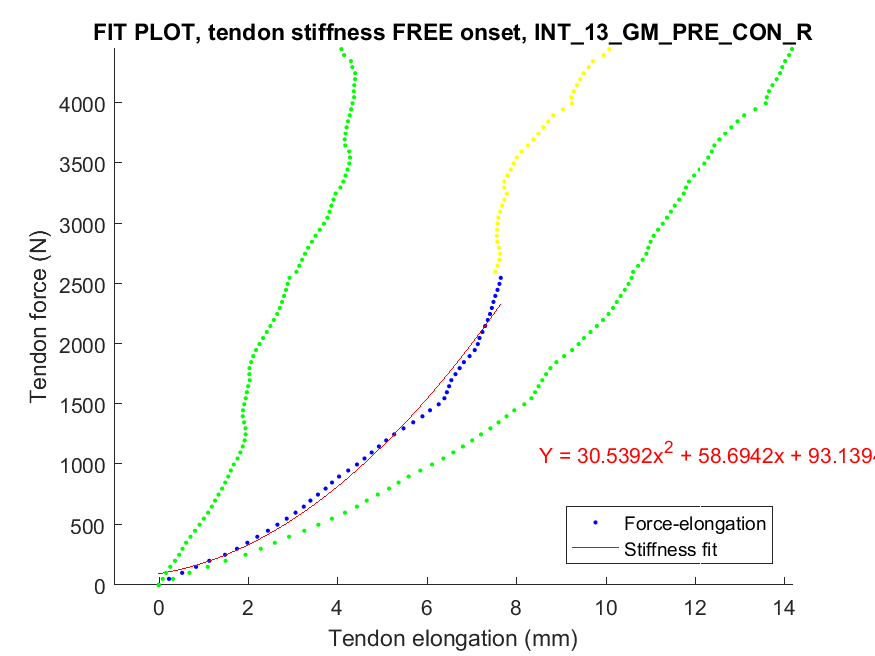 FIT PLOT, tendon stiffness FREE onset, INT_13_GM_PRE_CON_R
4000
3500
3000
2500
2000
1500
1000
500
0
Tendon force (N)
Y = 30.5392x² + 58.6942x + 93.139
Force-elongation
Stiffness fit
0 2 4 6 8 10 12 14
Tendon elongation (mm)